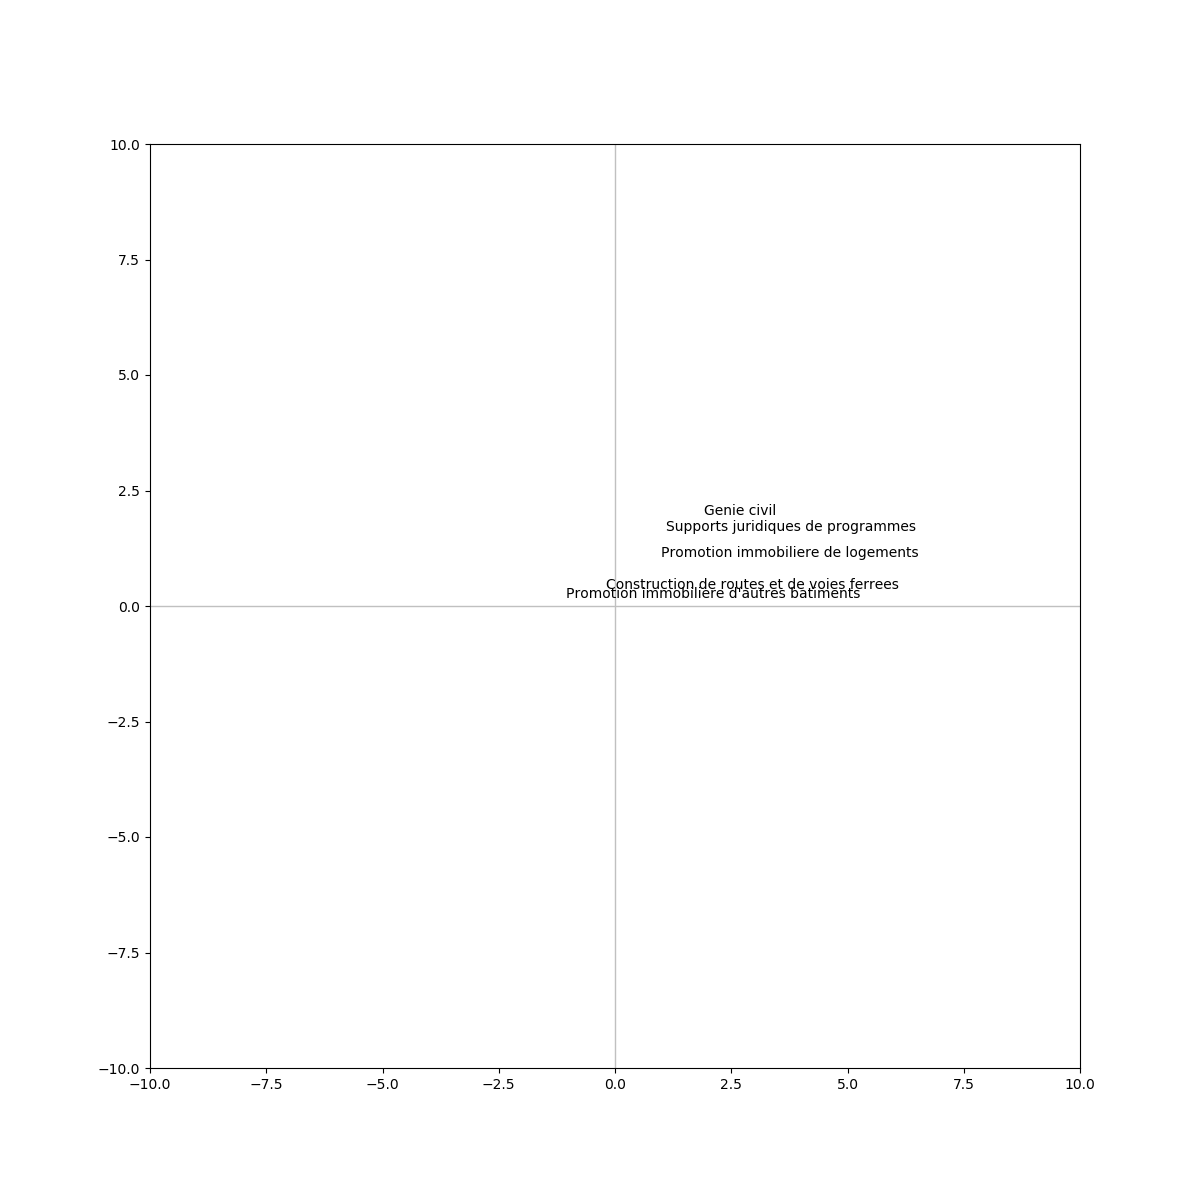 10.0
7.5
5.0
2.5
Genie civil
Supports juridiques de programmes
Promotion immobiliere de logements
Construction de routes et de voies ferrees
Promotion immobiliere d'autres batiments
0.0
−2.5
−5.0
−7.5
−10.0
−10.0 −7.5 −5.0 −2.5 0.0 2.5 5.0 7.5 10.0